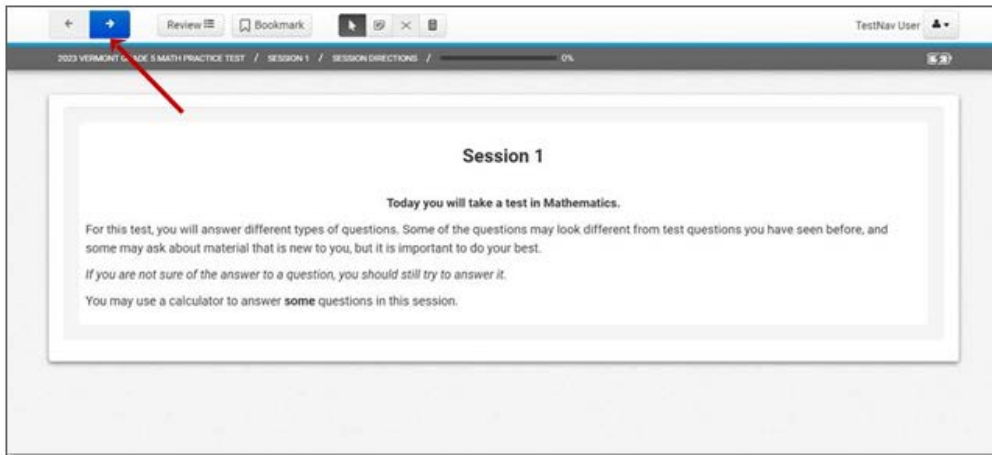 Review Bookmark TestNav User
2023 VERMONT GRADE 5 MATH PRACTICE TEST / SESSION 1 / SESSION DIRECTIONS / 0%
Session 1
Today you will take a test in Mathematics.
For this test, you will answer different types of questions. Some of the questions may look different from test questions you have seen before, and
some may ask about material that is new to you, but it is important to do your best.
If you are not sure of the answer to a question, you should still try to answer it.
You may use a calculator to answer some questions in this session.